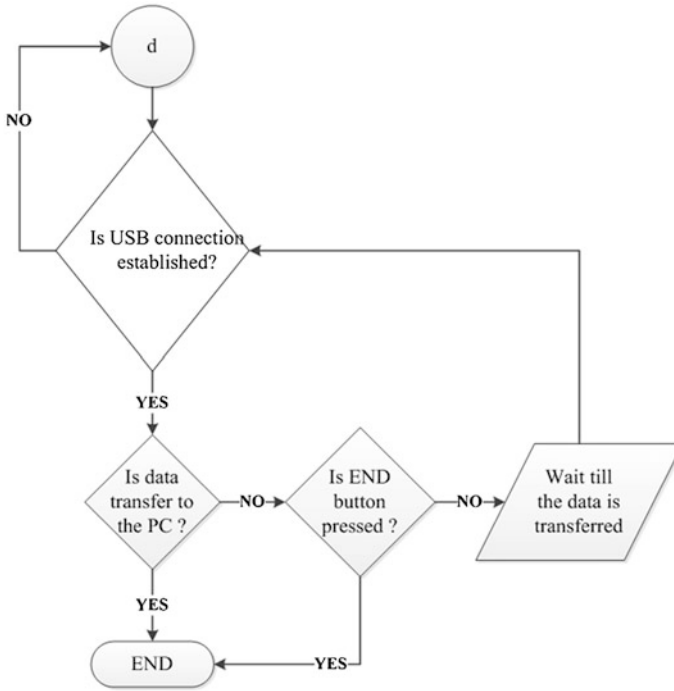 d
NO
Is USB connection
established?
YES
Is data
transfer to
the PC ?
NO
Is END
button
pressed ?
NO
Wait till
the data is
transferred
YES
END
YES